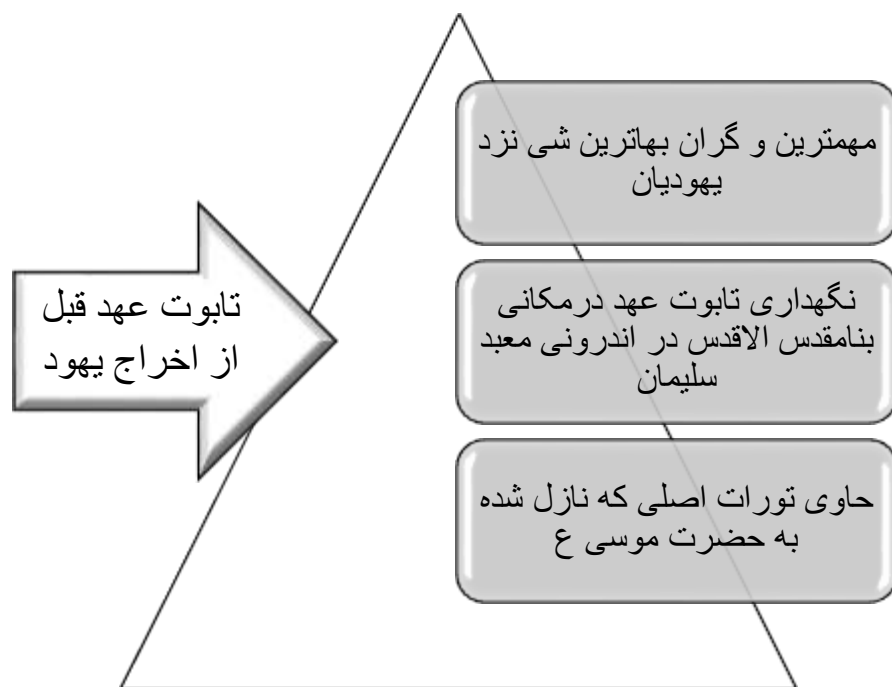 مهمترین و گران بهاترین شی نزد
یهودیان
نگهداری تابوت عهد درمکانی
بنامقدس الاقدس در اندرونی معبد
سلیمان
حاوی تورات اصلی که نازل شده
به حضرت موسی ع
تابوت عهد قبل
از اخراج یهود